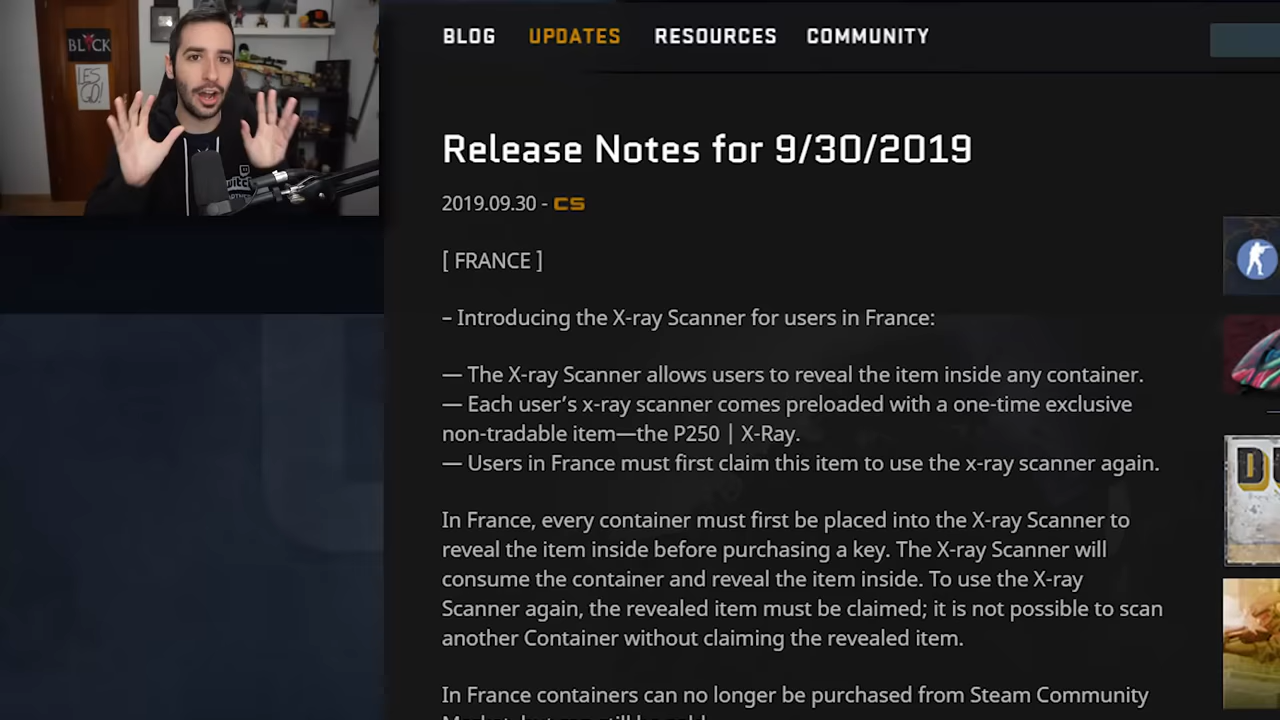 BLOG UPDATES RESOURCES COMMUNITY
BLCK
LES
GO!
Release Notes for 9/30/2019
2019.09.30 - CS
[ FRANCE ]
– Introducing the X-ray Scanner for users in France:
— The X-ray Scanner allows users to reveal the item inside any container.
— Each user’s x-ray scanner comes preloaded with a one-time exclusive
non-tradable item—the P250 | X-Ray.
— Users in France must first claim this item to use the x-ray scanner again.
In France, every container must first be placed into the X-ray Scanner to
reveal the item inside before purchasing a key. The X-ray Scanner will
consume the container and reveal the item inside. To use the X-ray
Scanner again, the revealed item must be claimed; it is not possible to scan
another Container without claiming the revealed item.
In France containers can no longer be purchased from Steam Community